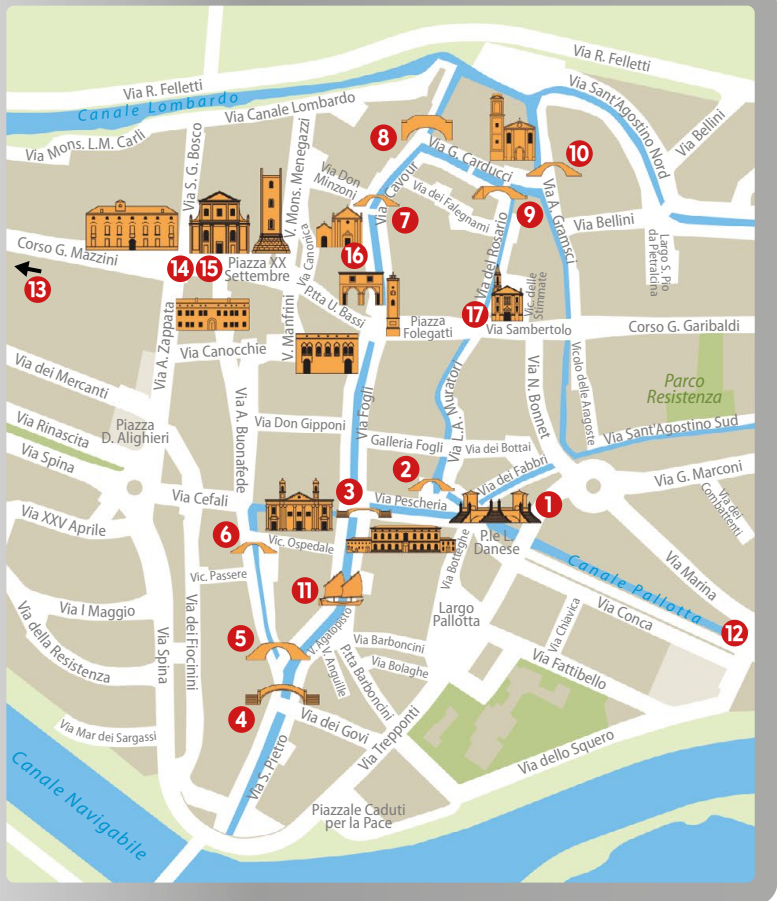 Via R. Felletti
Via R. Felletti
Canale Lombardo
Via Canale Lombardo
Via Sant'Agostino Nord
Via Bellini
Via Mons. L.M. Carli
Via S. G. Bosco
V. Mons. Menegazzi
8
Via G. Carducci
10
Via Don
Minzoni
Via Cavour
Via dei Falegnami
7
9
Via A. Gramsci
Via Bellini
Corso G. Mazzini
13
14
15
Piazza XX
Settembre
Via Canonica
16
Via del Rosario
Vic. delle
Stimmate
Largo S. Pio
da Pietralcina
17
P.tta U. Bassi
Piazza
Folegatti
Via Sambertolo
Corso G. Garibaldi
Via A. Zappata
V. Manfrini
Via Canocchie
Via dei Mercanti
Via A. Buonafede
Via Fogli
Via L.A. Muratori
Via N. Bonnet
Vicolo delle Aragoste
Parco
Resistenza
Via Rinascita
Piazza
D. Alighieri
Via Don Gipponi
Galleria Fogli
Via dei Bottai
Via Sant'Agostino Sud
Via Spina
2
Via dei Fabbri
Via G. Marconi
Via Cefali
3
Via Pescheria
1
Via dei
Combattenti
Via XXV Aprile
6
Vic. Ospedale
Via Botteghe
P.le L.
Danese
Canale Pallotta
Via Marina
Vic. Passere
11
Via I Maggio
Via della Resistenza
Via Spina
Via dei Fiocinini
5
V. Agatopisto
V. Anguille
P.tta Barboncini
Via Barboncini
Via Bolaghe
Largo
Pallotta
Via Chiavica
Via Conca
12
Via Fattibello
4
Via dei Govi
Via Trepponti
Via Mar dei Sargassi
Via S. Pietro
Via dello Squero
Canale Navigabile
Piazzale Caduti
per la Pace